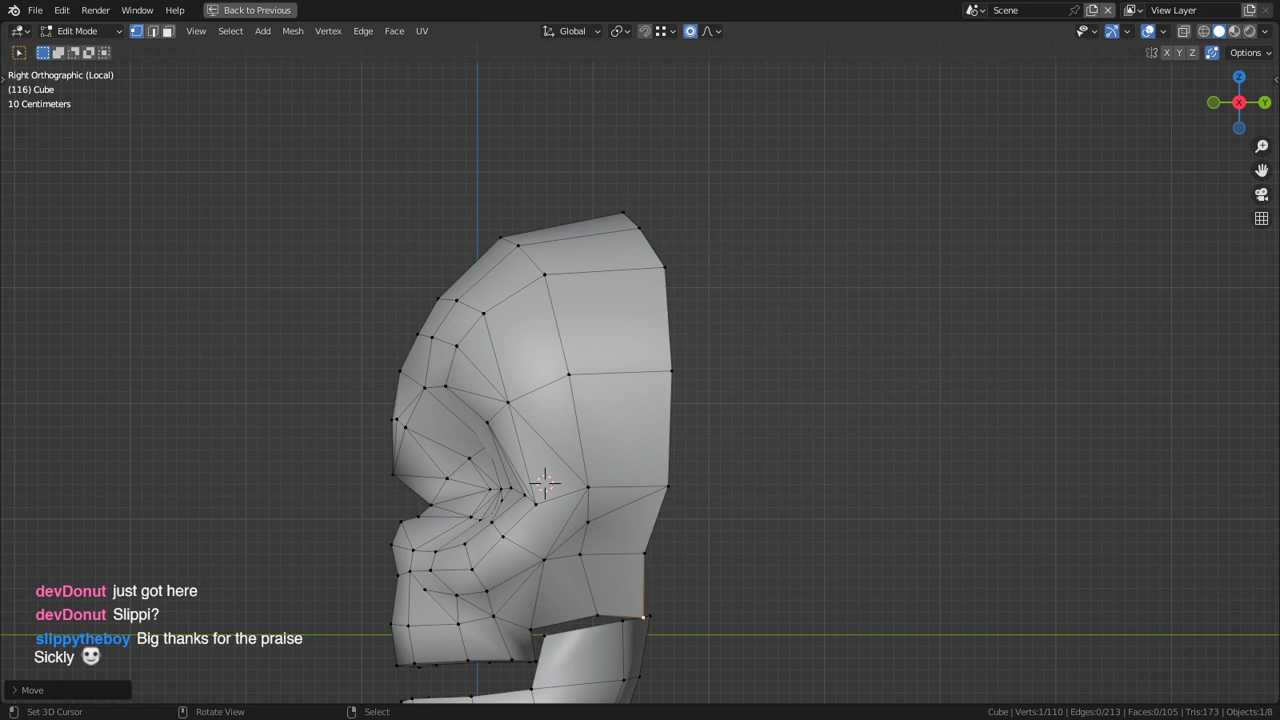 File Edit Render Window Help Back to Previous Scene View Layer
Edit Mode View Select Add Mesh Vertex Edge Face UV Global
X Y Z Options
Right Orthographic (Local)
(116) Cube
10 Centimeters
Z
X
Y
devDonut just got here
devDonut Slippi?
slippytheboy Big thanks for the praise
Sickly
Move
Set 3D Cursor Rotate View Select Cube | Verts:1/110 | Edges:0/213 | Faces:0/105 | Tris:173 | Objects:1/8